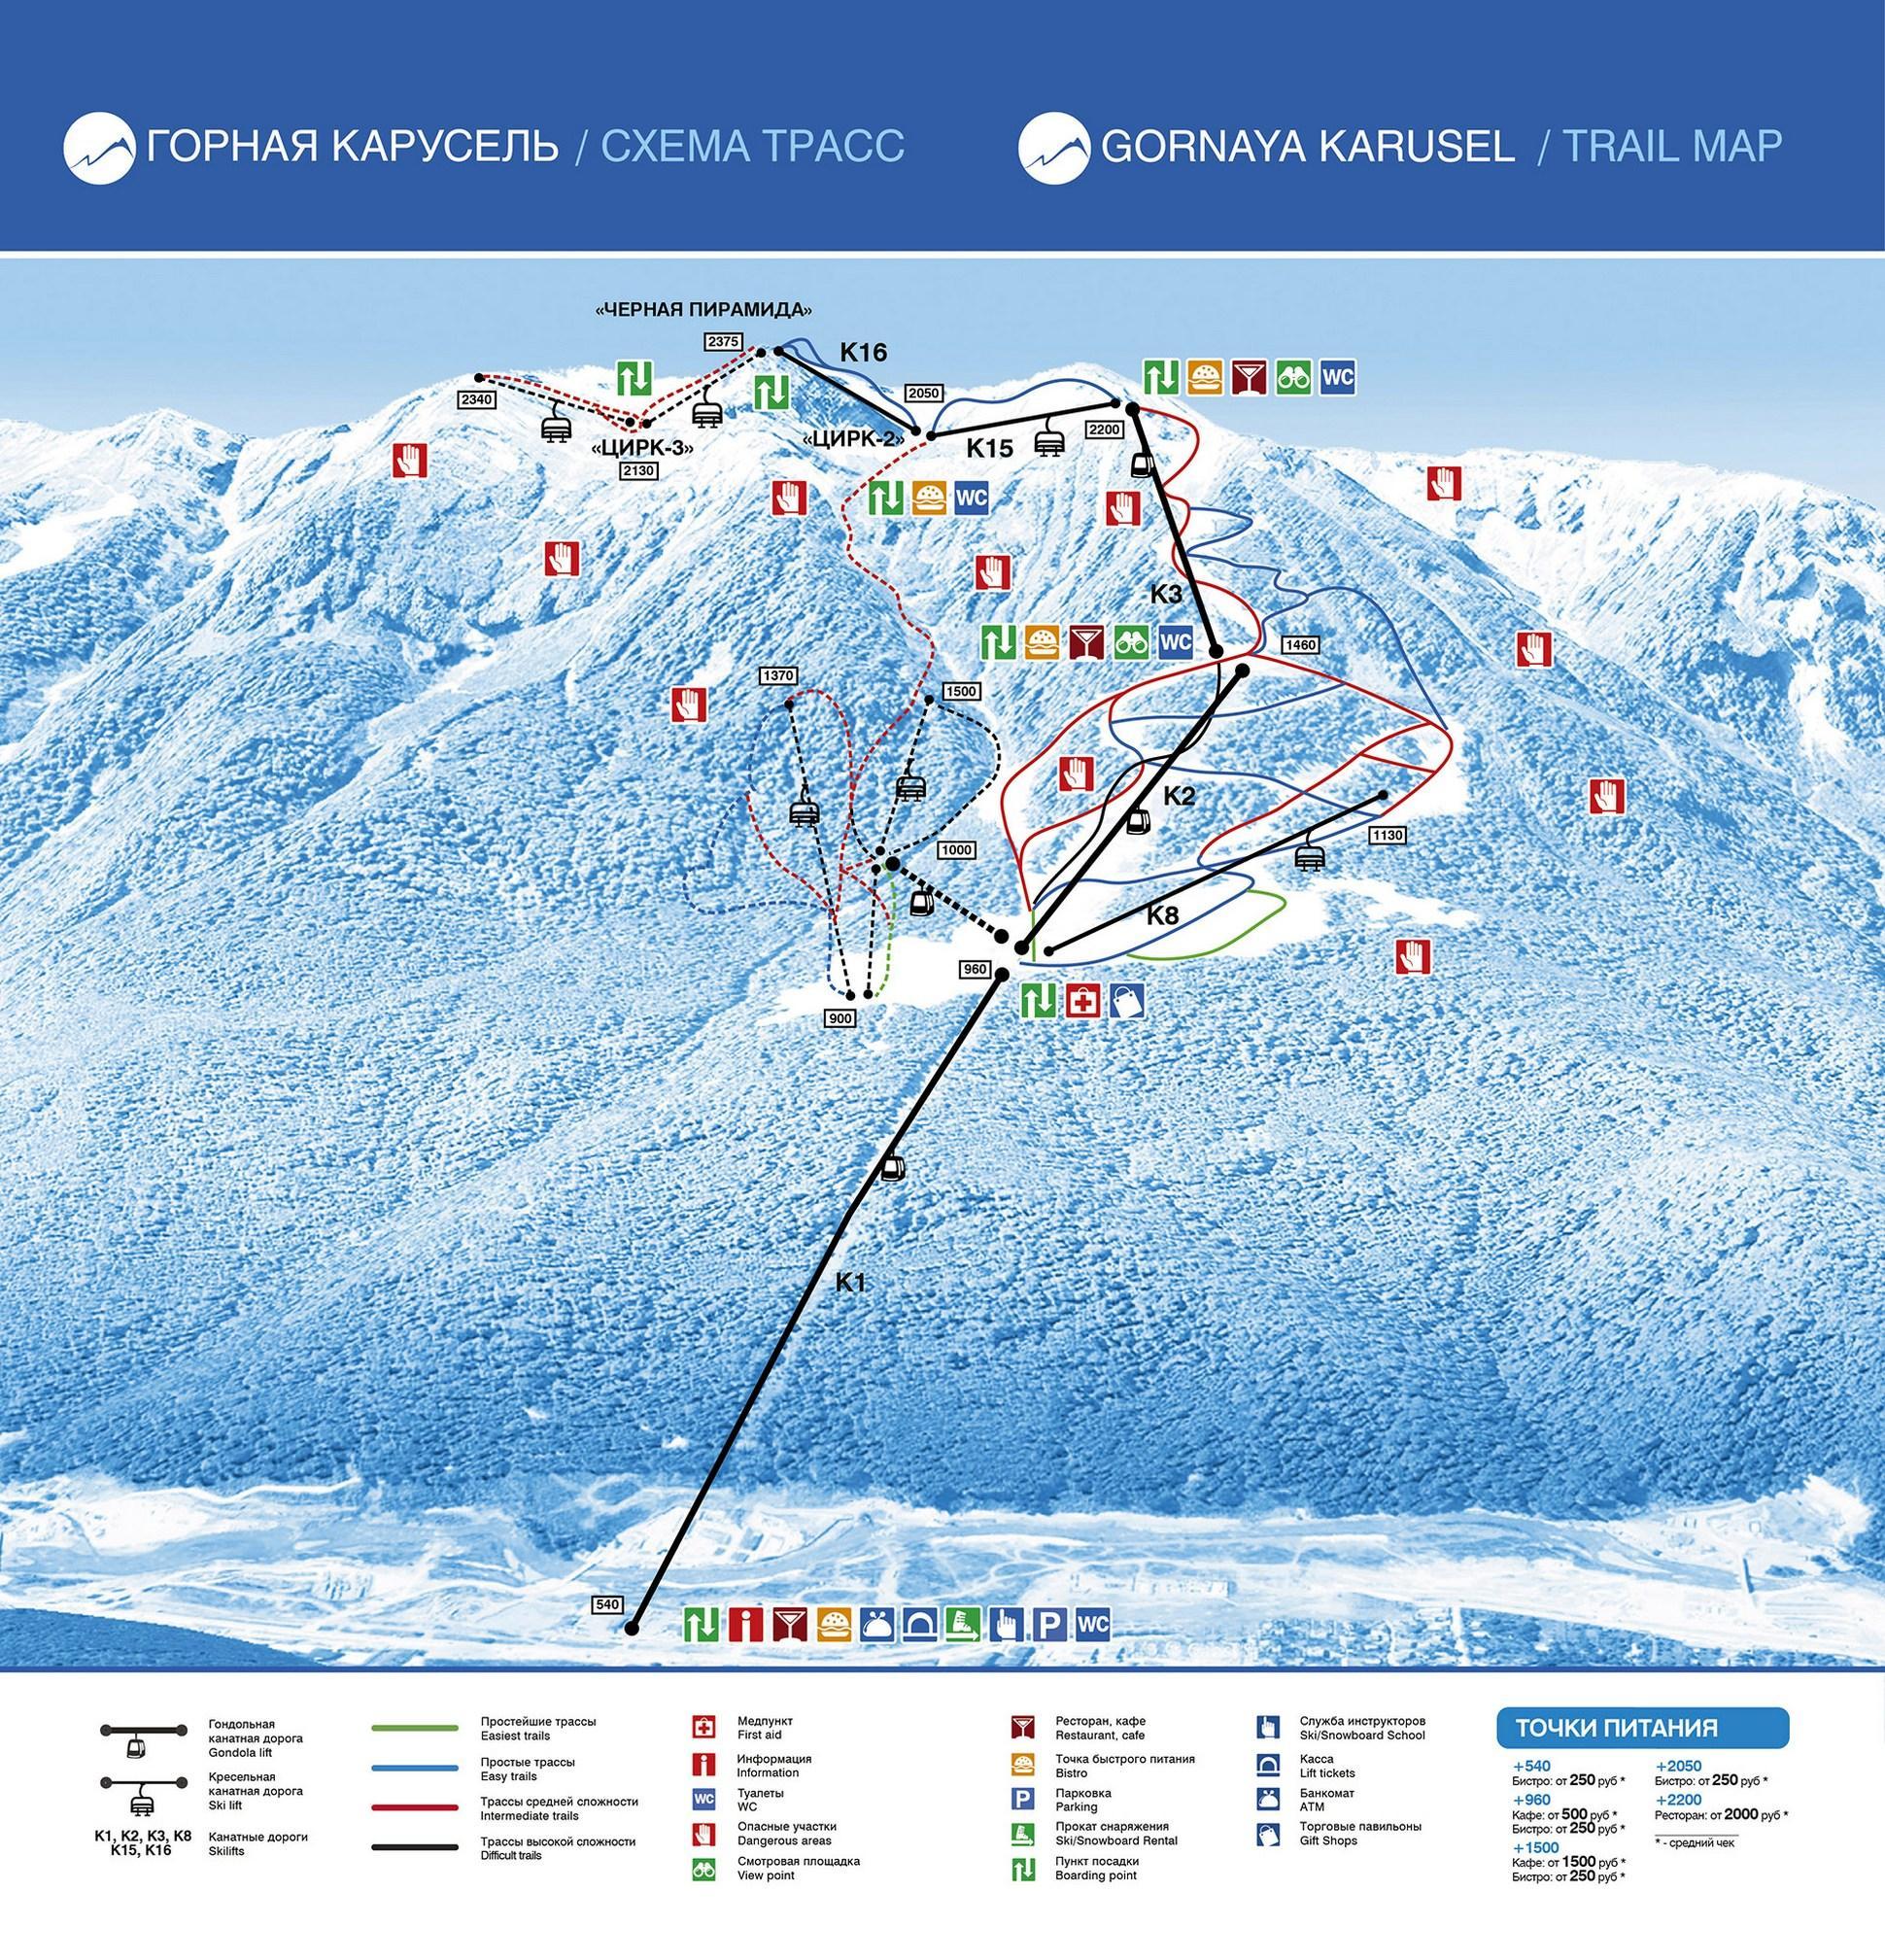 ГОРНАЯ КАРУСЕЛЬ / СХЕМА ТРАСС
GORNAYA KARUSEL / TRAIL MAP
«ЧЕРНАЯ ПИРАМИДА»
2375
K16
2340
2050
«ЦИРК-2»
K15
2200
WC
«ЦИРК-3»
2130
WC
K3
WC
1460
1370
1500
K2
1130
1000
K8
960
900
K1
540
P
WC
Гондольная
канатная дорога
Gondola lift
Кресельная
канатная дорога
Ski lift
K1, K2, K3, K8
K15, K16
Канатные дороги
Skilifts
Простейшие трассы
Easiest trails
Простые трассы
Easy trails
Трассы средней сложности
Intermediate trails
Трассы высокой сложности
Difficult trails
Медпункт
First aid
Информация
Information
WC
Туалеты
WC
Опасные участки
Dangerous areas
Смотровая площадка
View point
Ресторан, кафе
Restaurant, cafe
Точка быстрого питания
Bistro
P
Парковка
Parking
Прокат снаряжения
Ski/Snowboard Rental
Пункт посадки
Boarding point
Служба инструкторов
Ski/Snowboard School
Касса
Lift tickets
Банкомат
ATM
Торговые павильоны
Gift Shops
ТОЧКИ ПИТАНИЯ
+540
Бистро: от 250 руб *
+960
Кафе: от 500 руб *
Бистро: от 250 руб *
+1500
Кафе: от 1500 руб *
Бистро: от 250 руб *
+2050
Бистро: от 250 руб *
+2200
Ресторан: от 2000 руб *
* - средний чек